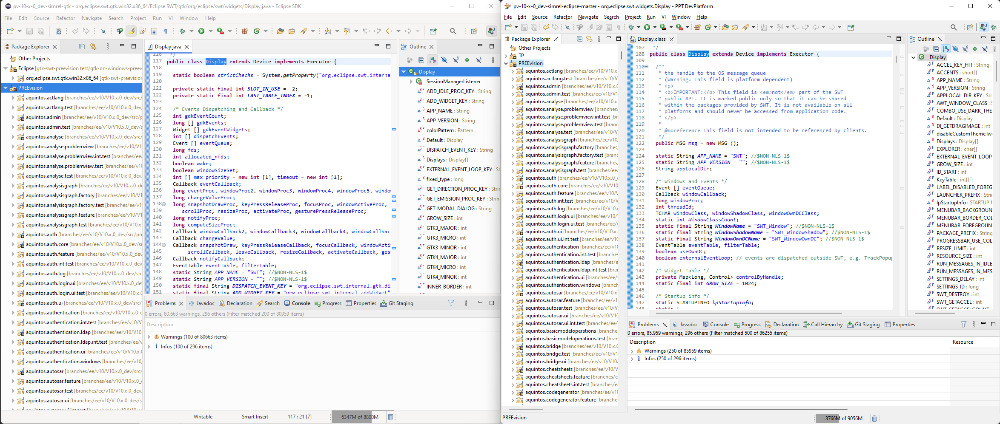 pv-10-x-0_dev-simrel-gtk - org.eclipse.swt.gtk.win32.x86_64/Eclipse SWT/gtk/org/eclipse/swt/widgets/Display.java - Eclipse SDK
File Edit Source Refactor Navigate Search Project Run VI Window Help
Package Explorer
Other Projects
Eclipse [gtk-swt-preevision test/gtk-on-windows-preev
org.eclipse.swt.gtk.win32.x86_64 [gtk-swt-preevision
PREEvision
aquintos.actlang [branches/ee/v10/V10.x.0_dev/src/
aquintos.actlang.test [branches/ee/v10/V10.x.0_dev/
aquintos.admin [branches/ee/v10/V10.x.0_dev/src/p
aquintos.admin.test [branches/ee/v10/V10.x.0_dev/s
aquintos.analyse [branches/ee/v10/V10.x.0_dev/src/
aquintos.analyse.problemview [branches/ee/v10/V1
aquintos.analyse.problemview.int.test [branches/ee/
aquintos.analyse.problemview.test [branches/ee/v10
aquintos.analyse.test [branches/ee/v10/V10.x.0_dev/
aquintos.analysisgraph [branches/ee/v10/V10.x.0_de
aquintos.analysisgraph.factory [branches/ee/v10/V1
aquintos.analysisgraph.factory.test [branches/ee/v10
aquintos.analysisgraph.feature [branches/ee/v10/V1
aquintos.analysisgraph.test [branches/ee/v10/V10.x.
aquintos.auth [branches/ee/v10/V10.x.0_dev/src/pro
aquintos.auth.core [branches/ee/v10/V10.x.0_dev/sr
aquintos.auth.feature [branches/ee/v10/V10.x.0_dev
aquintos.auth.int.test [branches/ee/v10/V10.x.0_dev
aquintos.auth.log [branches/ee/v10/V10.x.0_dev/src
aquintos.auth.login.ui [branches/ee/v10/V10.x.0_dev
aquintos.auth.login.ui.test [branches/ee/v10/V10.x.0
aquintos.auth.ui [branches/ee/v10/V10.x.0_dev/src/
aquintos.authentication [branches/ee/v10/V10.x.0_d
aquintos.authentication.int.test [branches/ee/v10/V
aquintos.authentication.ldap [branches/ee/v10/V10.
aquintos.authentication.ldap.int.test [branches/ee/v
aquintos.authentication.ui [branches/ee/v10/V10.x.0
aquintos.authentication.windows [branches/ee/v10/
aquintos.autosar [branches/ee/v10/V10.x.0_dev/src/
aquintos.autosar.feature [branches/ee/v10/V10.x.0_c
aquintos.autosar.test [branches/ee/v10/V10.x.0_dev/
aquintos.autosar.ui [branches/ee/v10/V10.x.0_dev/s
Display.java
116 */
117 public class Display extends Device implements Executor {
118
119 static boolean strictChecks = System.getProperty("org.eclipse.swt.internal
120
121 private static final int SLOT_IN_USE = -2;
122 private static final int LAST_TABLE_INDEX = -1;
123
124 /* Events Dispatching and Callback */
125 int gdkEventCount;
126 long [] gdkEvents;
127 Widget [] gdkEventWidgets;
128 int [] dispatchEvents;
129 Event [] eventQueue;
130 long fds;
131 int allocated_nfds;
132 boolean wake;
133 boolean windowSizeSet;
134 int [] max_priority = new int [1], timeout = new int [1];
135 Callback eventCallback;
136 long eventProc, windowProc2, windowProc3, windowProc4, windowProc5, window
137 long changeValueProc;
138 long snapshotDrawProc, keyPressReleaseProc, focusProc, windowActiveProc,
139 scrollProc, resizeProc, activateProc, gesturePressReleaseProc;
140 long notifyProc;
141 long computeSizeProc;
142 Callback windowCallback2, windowCallback3, windowCallback4, windowCallback
143 Callback changeValue;
144 Callback snapshotDraw, keyPressReleaseCallback, focusCallback, windowActiv
145 scrollCallback, leaveCallback, resizeCallback, activateCallback, gest
146 Callback notifyCallback;
147 EventTable eventTable, filterTable;
148 static String APP_NAME = "SWT"; //$NON-NLS-1$
149 static String APP_VERSION = ""; //$NON-NLS-1$
150 static final String DISPATCH_EVENT_KEY = "org.eclipse.swt.internal.gtk.dis
151 static final String ADD_WIDGET_KEY = "org.eclipse.swt.internal.addWidget"
Outline
Display
SessionManagerListener
ADD_IDLE_PROC_KEY : String
ADD_WIDGET_KEY : String
APP_NAME : String
APP_VERSION : String
colorPattern : Pattern
Default : Display
DISPATCH_EVENT_KEY : String
Displays : Display[]
EXTERNAL_EVENT_LOOP_KEY : St
fixed_type : long
GET_DIRECTION_PROC_KEY : Strin
GET_EMISSION_PROC_KEY : String
GET_MODAL_DIALOG : String
GROW_SIZE : int
GTK3_MAJOR : int
GTK3_MICRO : int
GTK3_MINOR : int
GTK4_MAJOR : int
GTK4_MICRO : int
GTK4_MINOR : int
INNER_BORDER : int
Problems @ Javadoc Declaration Search Console Progress Properties Git Staging
0 errors, 80.663 warnings, 296 others (Filter matched 200 of 80959 items)
Description
Warnings (100 of 80663 items)
Infos (100 of 296 items)
Writable Smart Insert 117 : 21 [7] 6347M of 8800M
pv-10-x-0_dev-simrel-eclipse-master - org.eclipse.swt.widgets.Display - PPT DevPlatform
File Edit Source Refactor Navigate Search Project Run VI Window Help
Package Explorer
Other Projects
TP
PREEvision
aquintos.actlang [branches/ee/v10/V10.x
aquintos.actlang.test [branches/ee/v10/V
aquintos.admin [branches/ee/v10/V10.x.0
aquintos.admin.test [branches/ee/v10/V1
aquintos.analyse [branches/ee/v10/V10.x
aquintos.analyse.problemview [branches
aquintos.analyse.problemview.int.test [br
aquintos.analyse.problemview.test [branc
aquintos.analyse.test [branches/ee/v10/V
aquintos.analysisgraph [branches/ee/v10/
aquintos.analysisgraph.factory [branches
aquintos.analysisgraph.factory.test [branc
aquintos.analysisgraph.feature [branches
aquintos.analysisgraph.test [branches/ee
aquintos.auth [branches/ee/v10/V10.x.0_
aquintos.auth.core [branches/ee/v10/V10
aquintos.auth.feature [branches/ee/v10/V
aquintos.auth.int.test [branches/ee/v10/V
aquintos.auth.log [branches/ee/v10/V10.
aquintos.auth.login.ui [branches/ee/v10/V
aquintos.auth.login.ui.test [branches/ee/
aquintos.auth.ui [branches/ee/v10/V10.x.
aquintos.auth.ui.int.test [branches/ee/v10
aquintos.authentication [branches/ee/v10
aquintos.authentication.int.test [branches
aquintos.authentication.ldap [branches/e
aquintos.authentication.ldap.int.test [bra
aquintos.authentication.ui [branches/ee/v
aquintos.authentication.windows [branch
aquintos.autosar [branches/ee/v10/V10.x
aquintos.autosar.feature [branches/ee/v1
aquintos.autosar.test [branches/ee/v10/V
aquintos.autosar.ui [branches/ee/v10/V10
aquintos.autosar.ui.int.test [branches/ee/
aquintos.basicmodeloperations [branche
aquintos.basicmodeloperations.test [bran
aquintos.bridge [branches/ee/v10/V10.x.0
aquintos.bridge.test [branches/ee/v10/V1
aquintos.bridge.ui [branches/ee/v10/V10.
aquintos.cheatsheets [branches/ee/v10/V
aquintos.cheatsheets.feature [branches/e
aquintos.cheatsheets.int.test [branches/e
aquintos.codegenerator [branches/ee/v10
aquintos.codegenerator.feature [branche
Display.class
107 */
108 public class Display extends Device implements Executor {
109
110 /**
111 * the handle to the OS message queue
112 * (Warning: This field is platform dependent)
113 * <p>
114 * <b>IMPORTANT:</b> This field is <em>not</em> part of the SWT
115 * public API. It is marked public only so that it can be shared
116 * within the packages provided by SWT. It is not available on all
117 * platforms and should never be accessed from application code.
118 * </p>
119 *
120 * @noreference This field is not intended to be referenced by clients.
121 */
122 public MSG msg = new MSG ();
123
124 static String APP_NAME = "SWT"; //$NON-NLS-1$
125 static String APP_VERSION = ""; //$NON-NLS-1$
126 String appLocalDir;
127
128 /* Windows and Events */
129 Event [] eventQueue;
130 Callback windowCallback;
131 long windowProc;
132 int threadId;
133 TCHAR windowClass, windowShadowClass, windowOwnDCClass;
134 static int WindowClassCount;
135 static final String WindowName = "SWT_Window"; //$NON-NLS-1$
136 static final String WindowShadowName = "SWT_WindowShadow"; //$NON-NLS-1$
137 static final String WindowOwnDCName = "SWT_WindowOwnDC"; //$NON-NLS-1$
138 EventTable eventTable, filterTable;
139 boolean useOwnDC;
140 boolean externalEventLoop; // events are dispatched outside SWT, e.g. TrackPopup
141
142 /* Widget Table */
143 private Map<Long, Control> controlByHandle;
144 static final int GROW_SIZE = 1024;
145
146 /* Startup info */
147 static STARTUPINFO lpStartupInfo;
148 static {
Outline
Display
ACCEL_KEY_HIT : String
ACCENTS : short[]
APP_NAME : String
APP_VERSION : String
APPLOCAL_DIR_KEY : String
AWT_WINDOW_CLASS : S
COMBO_USE_DARK_THE
Default : Display
DI_GETDRAGIMAGE : int
disableCustomThemeTwe
Displays : Display[]
EXPLORER : char[]
EXTERNAL_EVENT_LOOP_
GROW_SIZE : int
ID_START : int
KeyTable : int[][]
LABEL_DISABLED_FOREG
LAUNCHER_PREFIX : String
lpStartupInfo : STARTUPIN
MENUBAR_BACKGROUN
MENUBAR_BORDER_COL
MENUBAR_FOREGROUN
PACKAGE_PREFIX : String
PROGRESSBAR_USE_COL
RESIZE_LIMIT : int
RESOURCE_SIZE : int
RUN_MESSAGES_IN_IDLE
RUN_MESSAGES_IN_MES
SETTINGS_DELAY : int
SETTINGS_ID : long
SWT_DESTROY : int
SWT_GETACCEL : int
SWT_GETACCELCOUNT : i
Problems @ Javadoc Console Progress Declaration Call Hierarchy Git Staging Properties
0 errors, 85.959 warnings, 296 others (Filter matched 500 of 86255 items)
Description Resource
Warnings (250 of 85959 items)
Infos (250 of 296 items)
PREEvision 3766M of 9056M